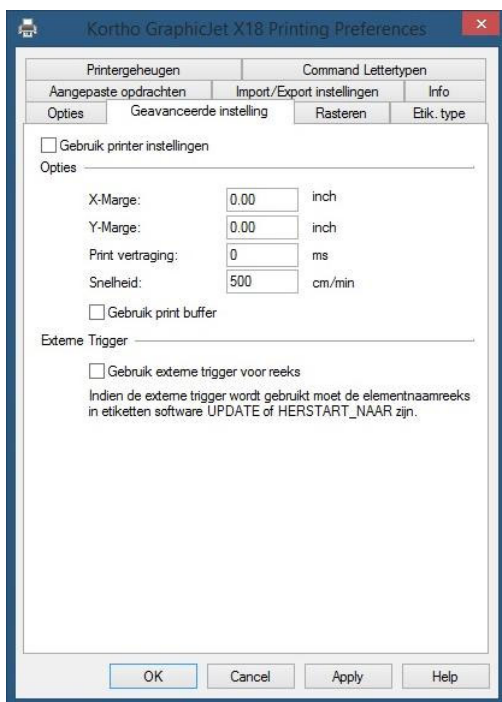 Kortho GraphicJet X18 Printing Preferences
Printergeheugen
Command Lettertypen
Aangepaste opdrachten
Import/Export instellingen
Info
Opties
Geavanceerde instelling
Rasteren
Etik. type
Gebruik printer instellingen
Opties
X-Marge: 0.00 inch
Y-Marge: 0.00 inch
Print vertraging: 0 ms
Snelheid: 500 cm/min
Gebruik print buffer
Externe Trigger
Gebruik externe trigger voor reeks
Indien de externe trigger wordt gebruikt moet de elementnaamreeks
in etiketten software UPDATE of HERSTART_NAAR zijn.
OK
Cancel
Apply
Help